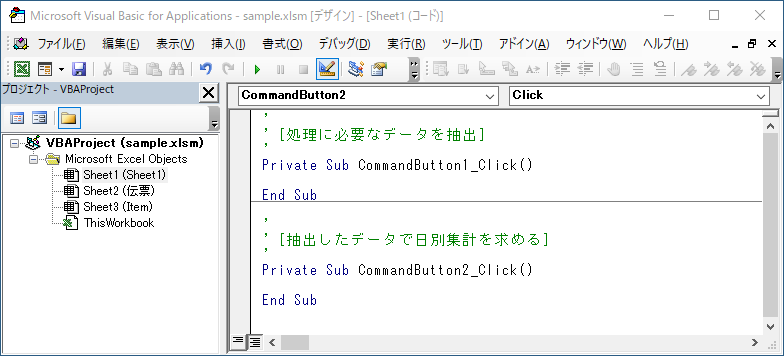 Microsoft Visual Basic for Applications - sample.xlsm [デザイン] - [Sheet1 (コード)]
ファイル(F) 編集(E) 表示(V) 挿入(I) 書式(O) デバッグ(D) 実行(R) ツール(T) アドイン(A) ウィンドウ(W) ヘルプ(H)
プロジェクト - VBAProject
VBAProject (sample.xlsm)
Microsoft Excel Objects
Sheet1 (Sheet1)
Sheet2 (伝票)
Sheet3 (Item)
ThisWorkbook
CommandButton2 Click
'
' [処理に必要なデータを抽出]
'
Private Sub CommandButton1_Click()
End Sub
'
' [抽出したデータで日別集計を求める]
'
Private Sub CommandButton2_Click()
End Sub